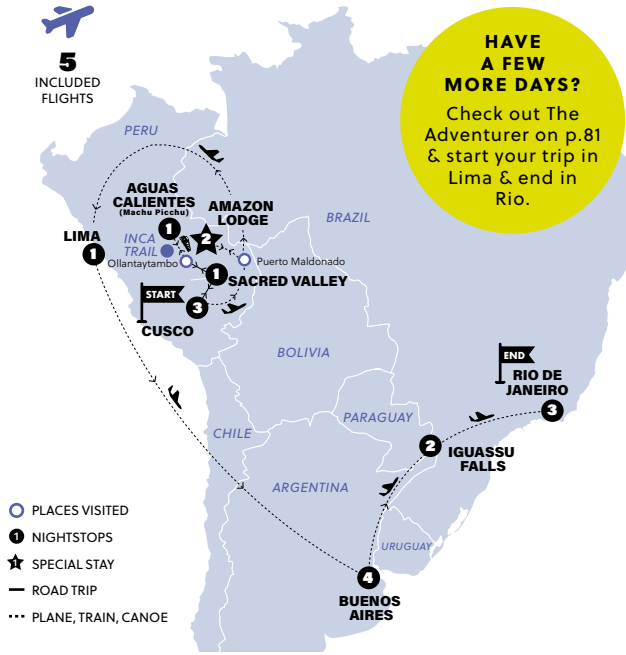 5
INCLUDED
FLIGHTS
HAVE
A FEW
MORE DAYS?
Check out The
Adventurer on p.81
& start your trip in
Lima & end in
Rio.
PERU
AGUAS
CALIENTES
(Machu Picchu)
1
AMAZON
LODGE
2
BRAZIL
LIMA
1
INCA
TRAIL
Ollantaytambo
Puerto Maldonado
1
SACRED VALLEY
START
3
CUSCO
BOLIVIA
END
RIO DE
JANEIRO
3
PARAGUAY
CHILE
2
IGUASSU
FALLS
ARGENTINA
URUGUAY
4
BUENOS
AIRES
PLACES VISITED
1 NIGHTSTOPS
1 SPECIAL STAY
ROAD TRIP
PLANE, TRAIN, CANOE